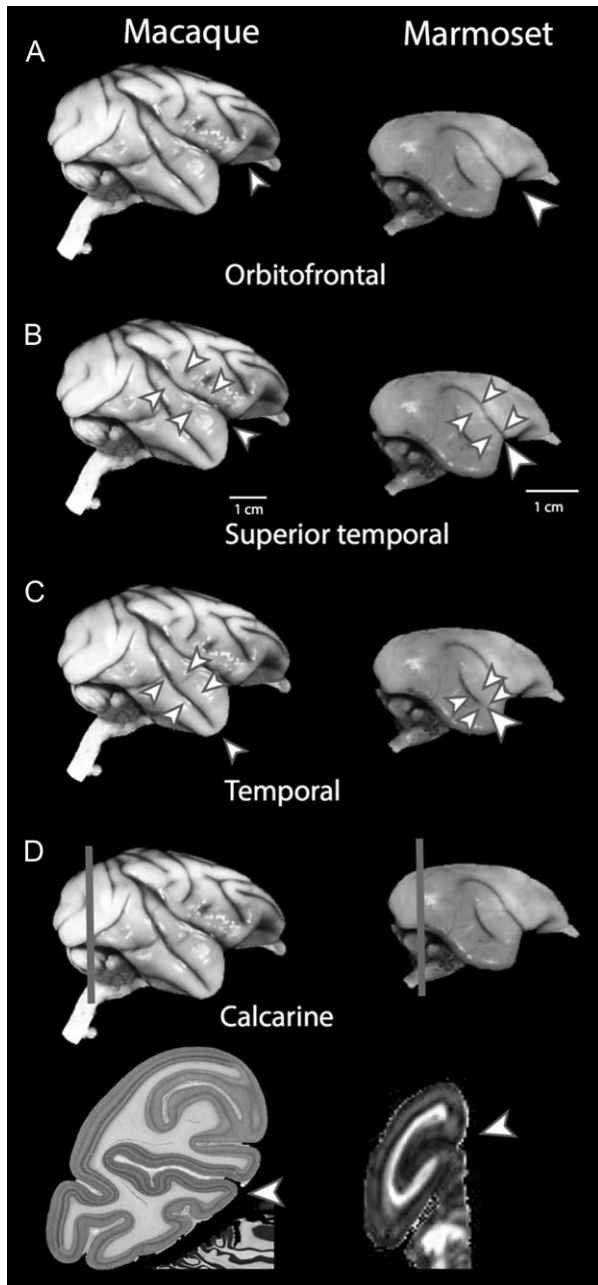 Macaque Marmoset
A
Orbitofrontal
B
1 cm 1 cm
Superior temporal
C
Temporal
D
Calcarine